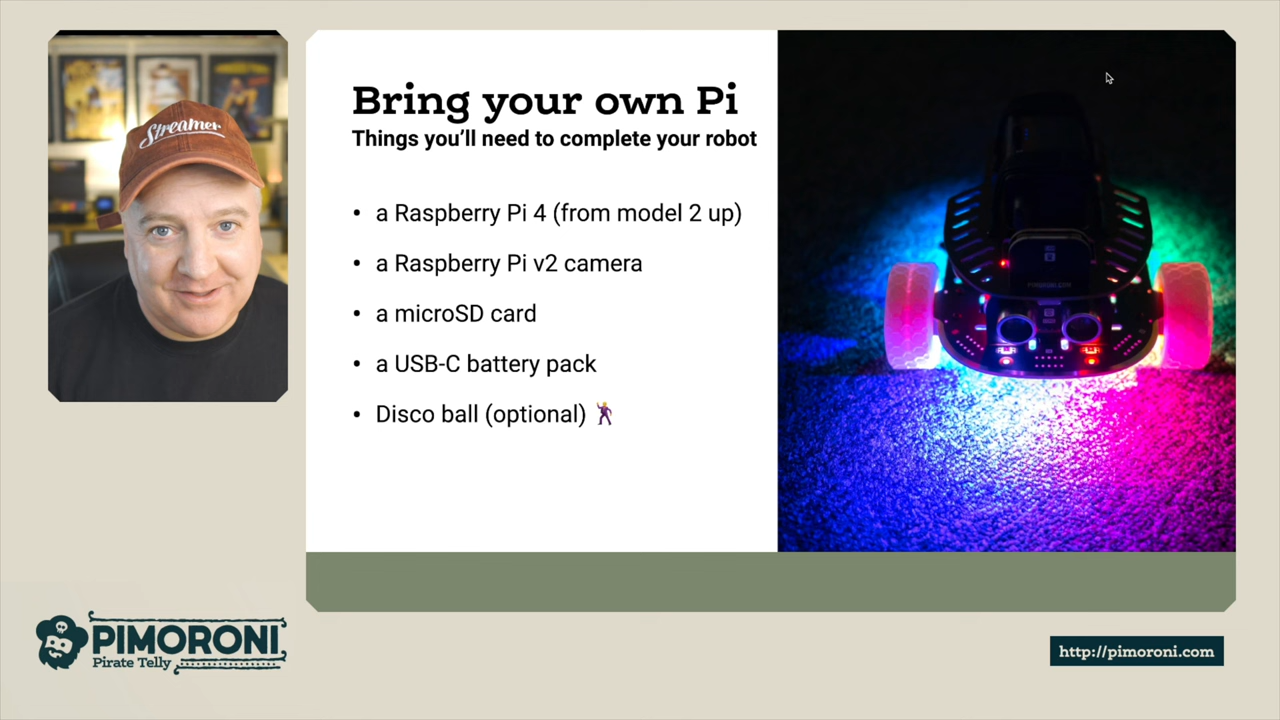 Streamer
Bring your own Pi
Things you’ll need to complete your robot
• a Raspberry Pi 4 (from model 2 up)
• a Raspberry Pi v2 camera
• a microSD card
• a USB-C battery pack
• Disco ball (optional) 🕺
PIMORONI
Pirate Telly
http://pimoroni.com